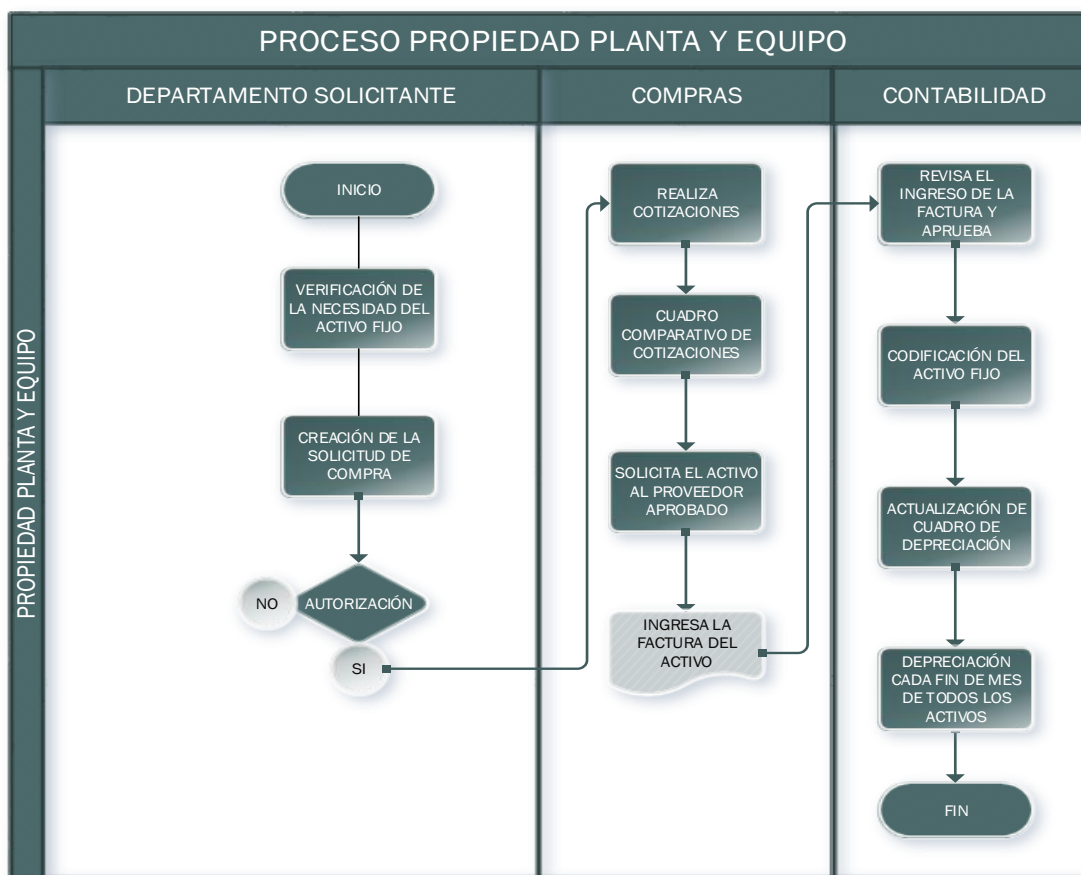 PROCESO PROPIEDAD PLANTA Y EQUIPO
PROPIEDAD PLANTA Y EQUIPO
DEPARTAMENTO SOLICITANTE
INICIO
VERIFICACIÓN DE
LA NECESIDAD DEL
ACTIVO FIJO
CREACIÓN DE LA
SOLICITUD DE
COMPRA
AUTORIZACIÓN
NO
SI
COMPRAS
REALIZA
COTIZACIONES
CUADRO
COMPARATIVO DE
COTIZACIONES
SOLICITA EL ACTIVO
AL PROVEEDOR
APROBADO
INGRESA LA
FACTURA DEL
ACTIVO
CONTABILIDAD
REVISA EL
INGRESO DE LA
FACTURA Y
APRUEBA
CODIFICACIÓN DEL
ACTIVO FIJO
ACTUALIZACIÓN DE
CUADRO DE
DEPRECIACIÓN
DEPRECIACIÓN
CADA FIN DE MES
DE TODOS LOS
ACTIVOS
FIN